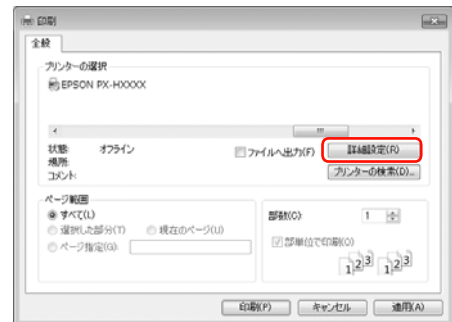 印刷
全般
プリンターの選択
EPSON PX-HXXXX
状態: オフライン
場所:
コメント:
ファイルへ出力(F)
詳細設定(R)
プリンターの検索(D)...
ページ範囲
すべて(L)
選択した部分(T)
現在のページ(U)
ページ指定(G):
部数(C): 1
部単位で印刷(O)
1 2 3 1 2 3
印刷(P) キャンセル 適用(A)